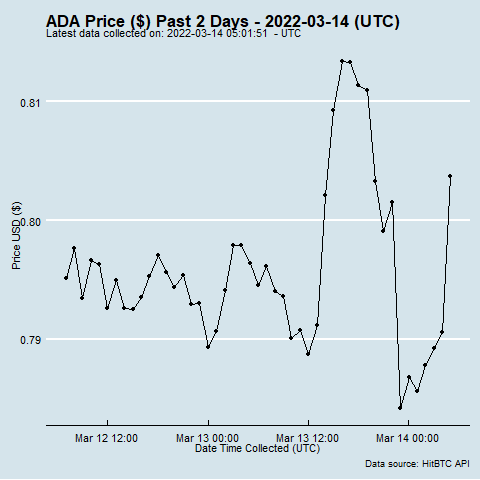 ADA Price ($) Past 2 Days - 2022-03-14 (UTC)
Latest data collected on: 2022-03-14 05:01:51 - UTC
0.81
0.80
0.79
Price USD ($)
Mar 12 12:00 Mar 13 00:00 Mar 13 12:00 Mar 14 00:00
Date Time Collected (UTC)
Data source: HitBTC API